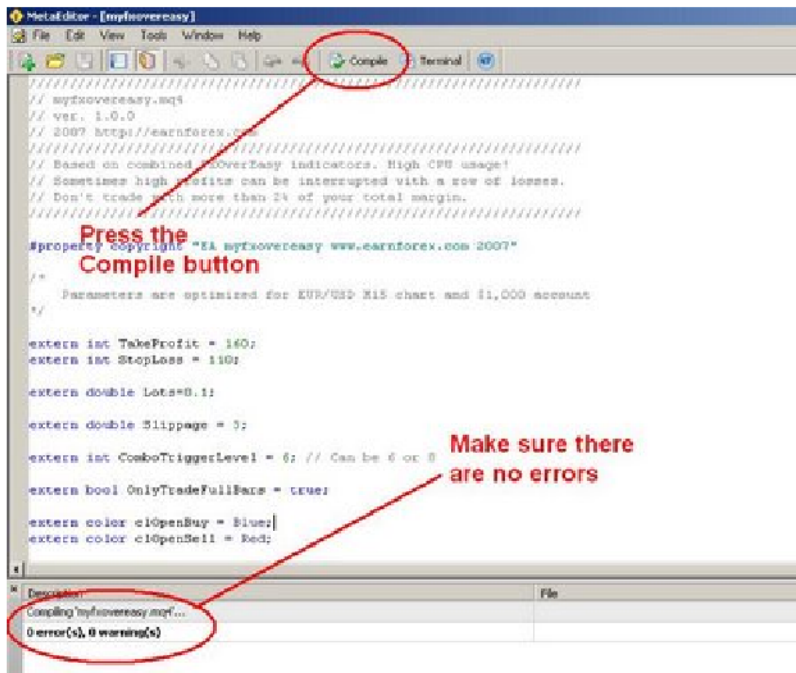 MetaEditor - [myfxovereasy]
File Edit View Tools Window Help
Compile Terminal
// myfxovereasy.mq4
// ver. 1.0.0
// 2007 http://earnforex.com
// Based on combined FXOverEasy indicators. High CPU usage!
// Sometimes high profits can be interrupted with a row of losses.
// Don't trade with more than 2% of your total margin.
Press the
Compile button
#property copyright "EA myfxovereasy www.earnforex.com 2007"
/*
Parameters are optimized for EUR/USD M15 chart and $1,000 account
*/
extern int TakeProfit = 160;
extern int StopLoss = 110;
extern double Lots=0.1;
extern double Slippage = 3;
Make sure there
are no errors
extern int ComboTriggerLevel = 6; // Can be 6 or 8
extern bool OnlyTradeFullBars = true;
extern color clOpenBuy = Blue;
extern color clOpenSell = Red;
Description File
Compiling 'myfxovereasy.mq4'...
0 error(s), 0 warning(s)